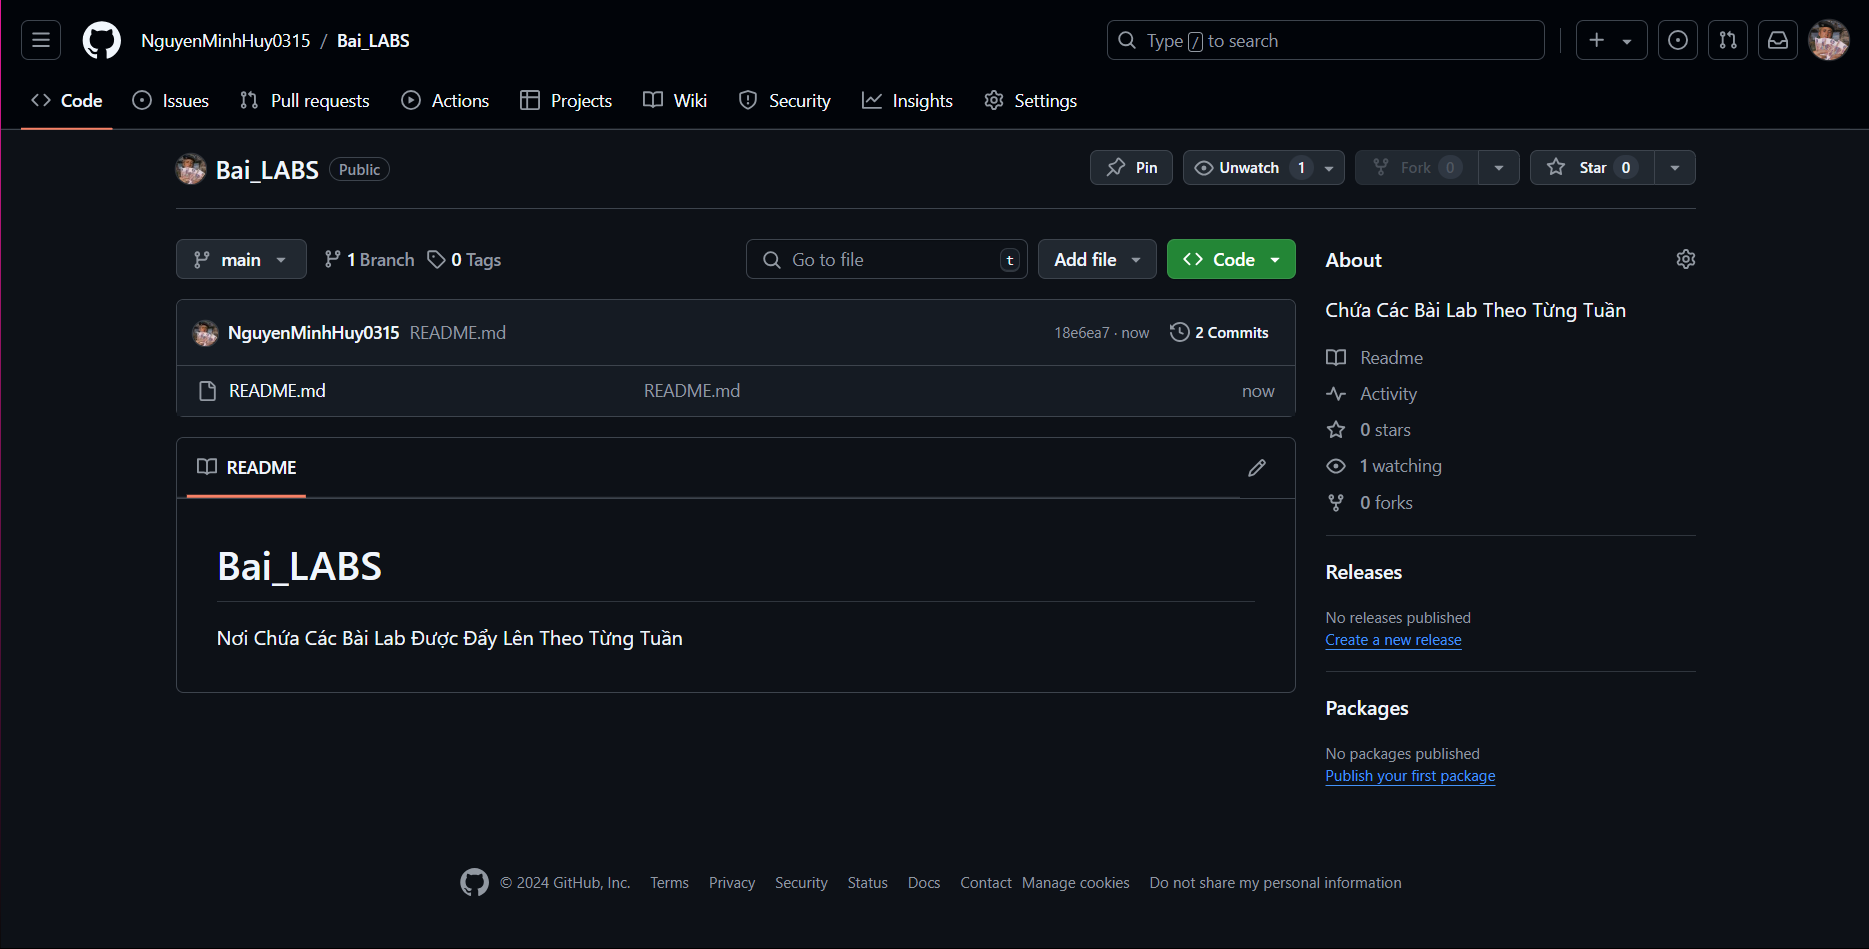 NguyenMinhHuy0315 / Bai_LABS
Type / to search
Code Issues Pull requests Actions Projects Wiki Security Insights Settings
Bai_LABS Public
Pin Unwatch 1 Fork 0 Star 0
main 1 Branch 0 Tags Go to file t Add file Code
NguyenMinhHuy0315 README.md 18e6ea7 · now 2 Commits
README.md README.md now
README
Bai_LABS
Nơi Chứa Các Bài Lab Được Đẩy Lên Theo Từng Tuần
About
Chứa Các Bài Lab Theo Từng Tuần
Readme
Activity
0 stars
1 watching
0 forks
Releases
No releases published
Create a new release
Packages
No packages published
Publish your first package
© 2024 GitHub, Inc. Terms Privacy Security Status Docs Contact Manage cookies Do not share my personal information